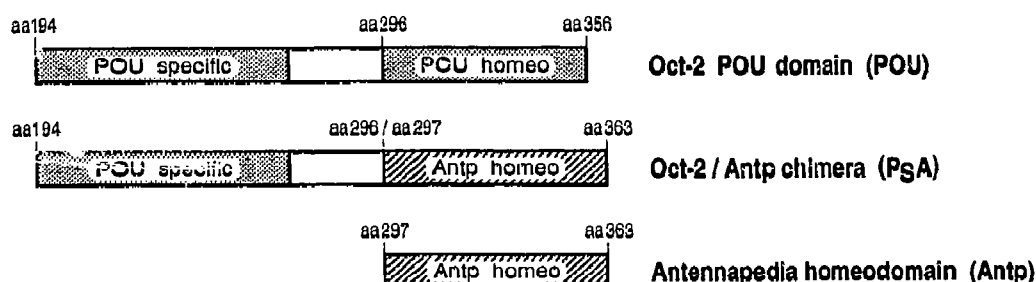 aa194 aa296 aa356
POU specific POU homeo Oct-2 POU domain (POU)
aa194 aa296 / aa297 aa363
POU specific Antp homeo Oct-2 / Antp chimera (PsA)
aa297 aa363
Antp homeo Antennapedia homeodomain (Antp)